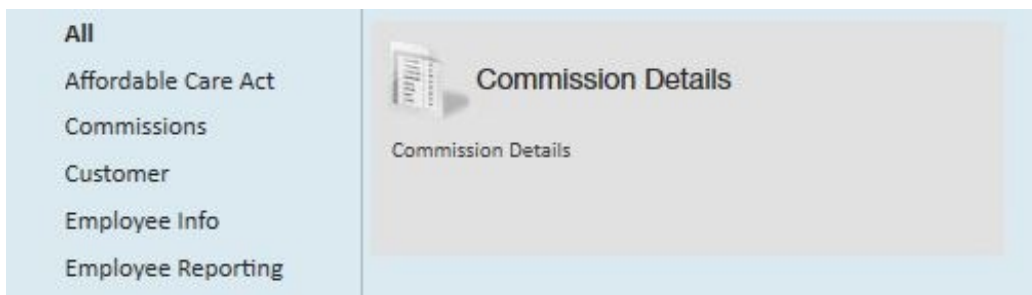 All
Affordable Care Act
Commissions
Customer
Employee Info
Employee Reporting
Commission Details
Commission Details